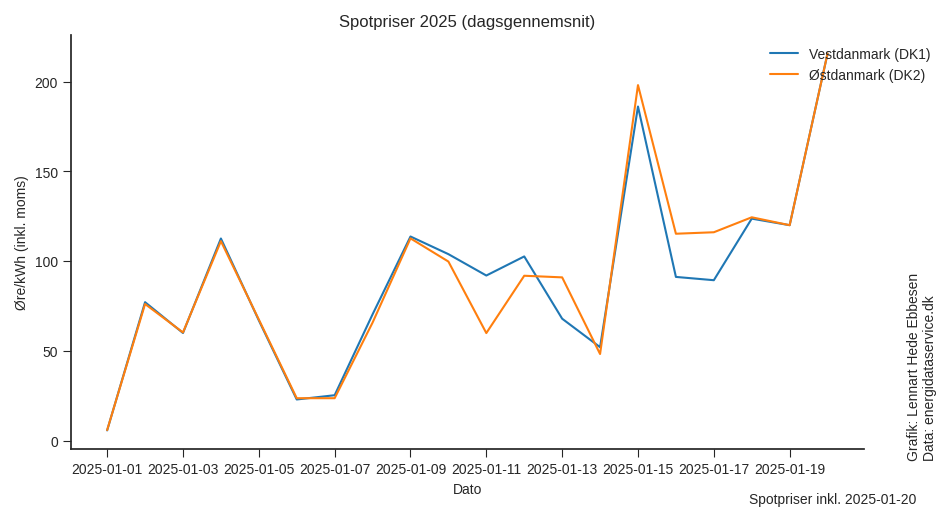 Spotpriser 2025 (dagsgennemsnit)
Vestdanmark (DK1)
Østdanmark (DK2)
Øre/kWh (inkl. moms)
200
150
100
50
0
2025-01-01 2025-01-03 2025-01-05 2025-01-07 2025-01-09 2025-01-11 2025-01-13 2025-01-15 2025-01-17 2025-01-19
Dato
Grafik: Lennart Hede Ebbesen
Data: energidataservice.dk
Spotpriser inkl. 2025-01-20